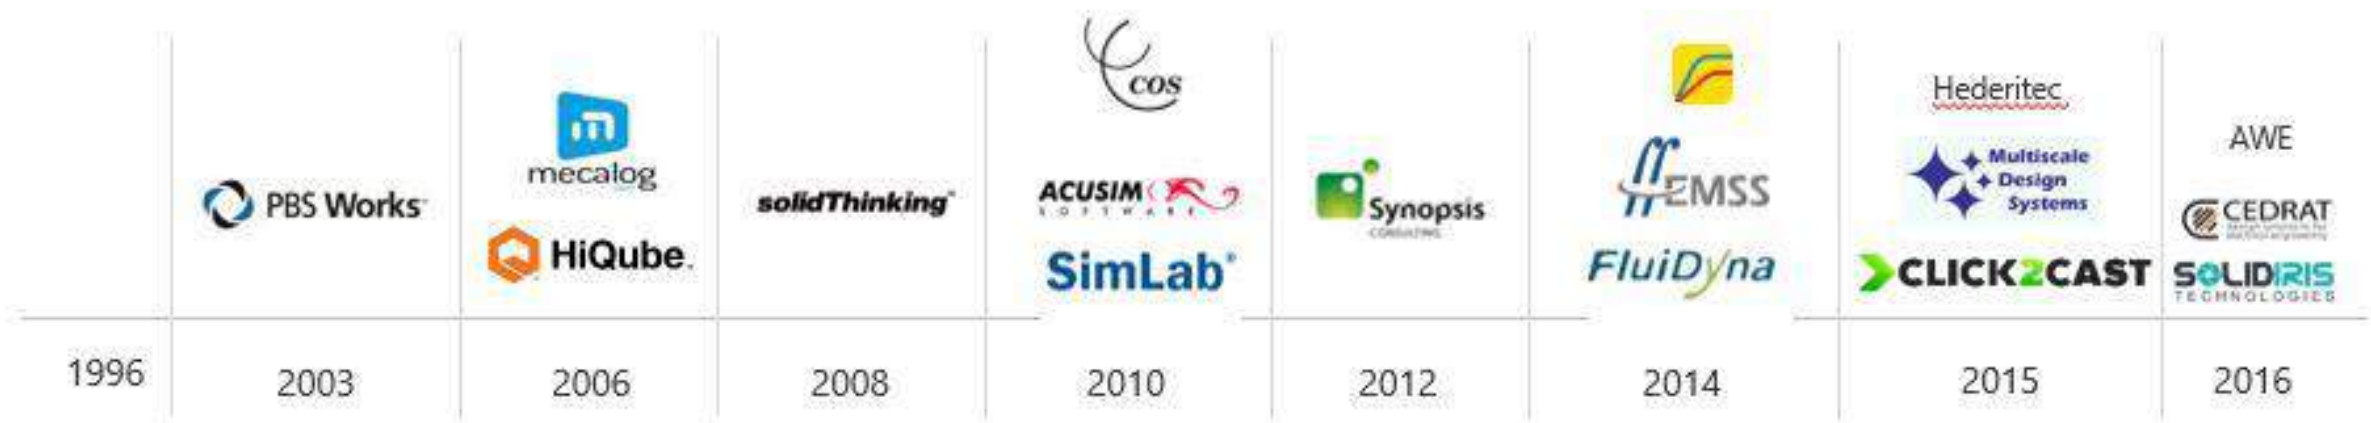 PBS Works
mecalog
HiQube
solidThinking
COS
ACUSIM
SOFTWARE
SimLab
Synopsis
CONSULTING
EMSS
FluiDyna
Hederitec
Multiscale
Design
Systems
CLICK2CAST
AWE
CEDRAT
SOLIDIRIS
TECHNOLOGIES
1996
2003
2006
2008
2010
2012
2014
2015
2016